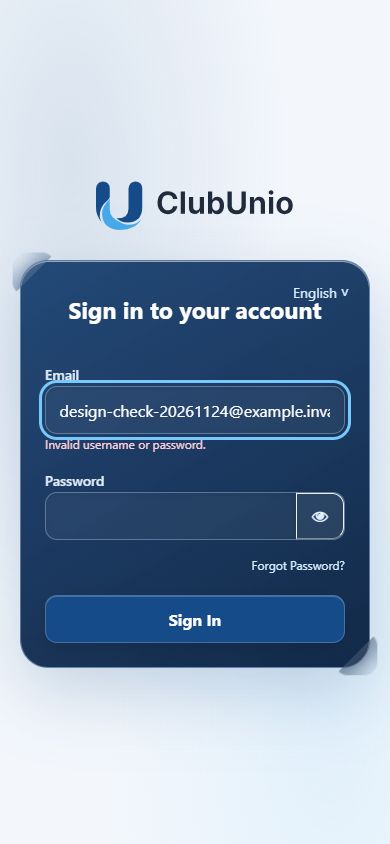 ClubUnio
English v
Sign in to your account
Email
design-check-20261124@example.inva
Invalid username or password.
Password
Forgot Password?
Sign In